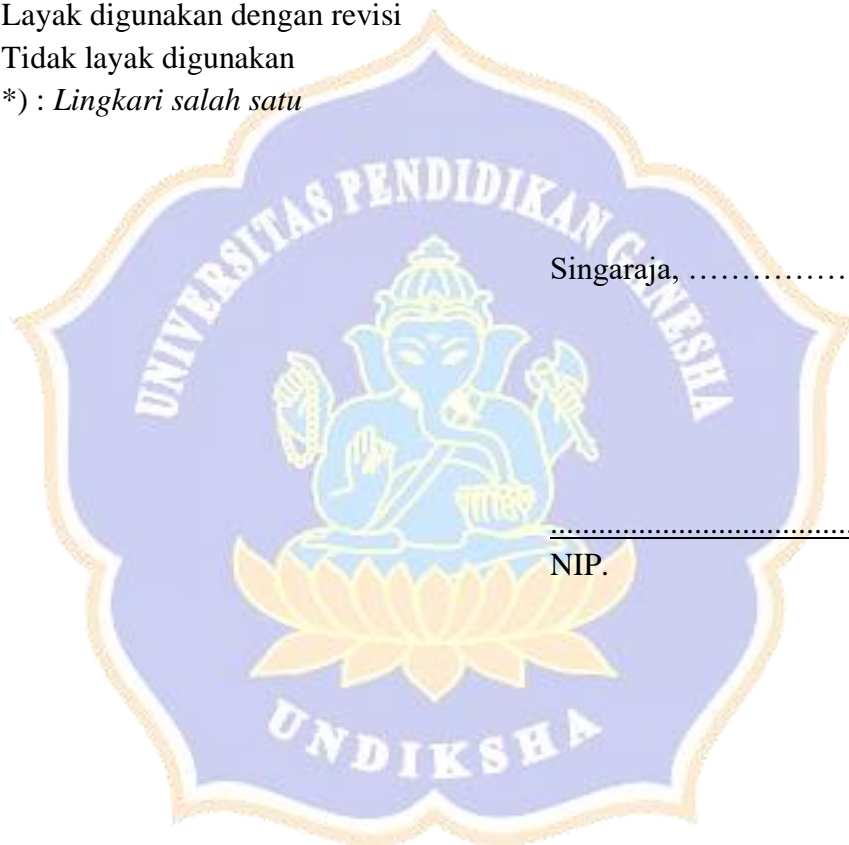 Layak digunakan dengan revisi
Tidak layak digunakan
*) : Lingkari salah satu
UNIVERSITAS PENDIDIKAN GANESHA
Singaraja, ……………
.....................................
NIP.
UNDIKSHA